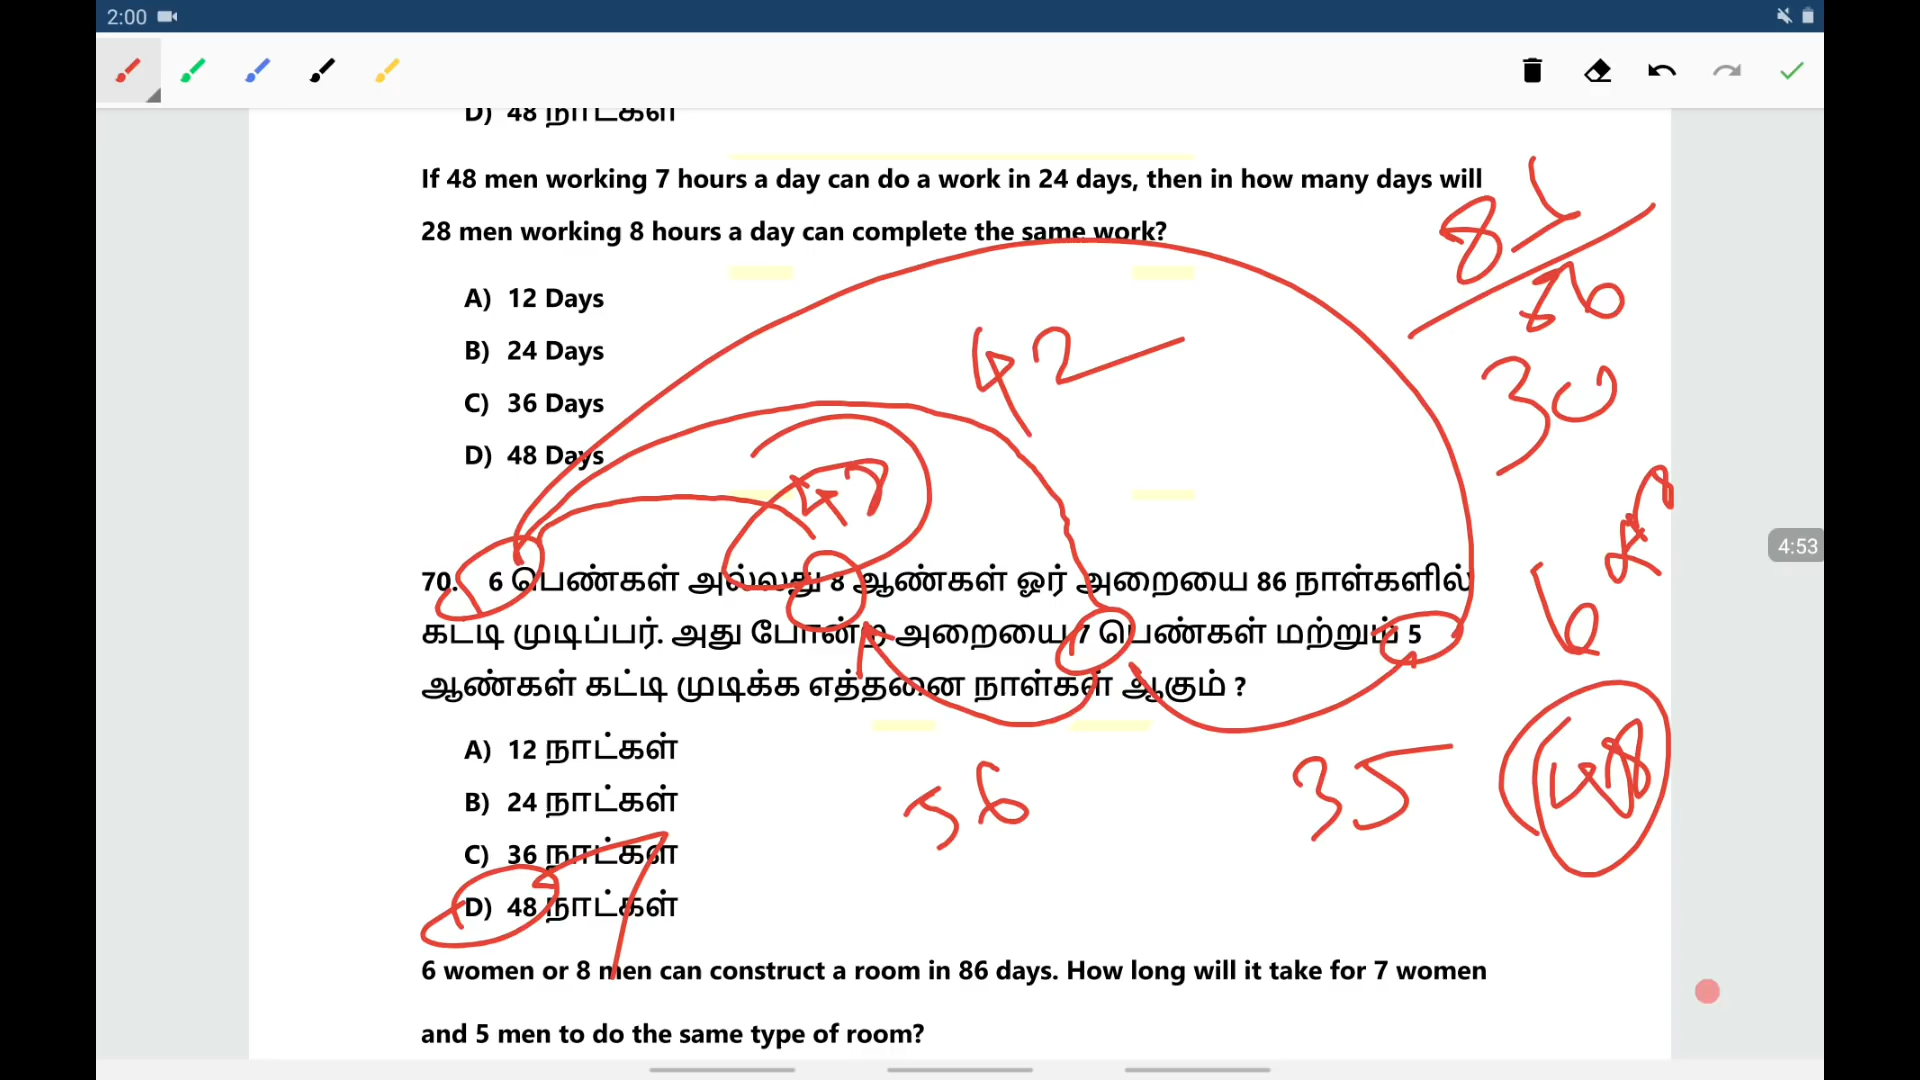 2:00
D) 48 நாட்கள்
If 48 men working 7 hours a day can do a work in 24 days, then in how many days will
28 men working 8 hours a day can complete the same work?
A) 12 Days
B) 24 Days
C) 36 Days
D) 48 Days
42
30
4:53
70. 6 பெண்கள் அல்லது 8 ஆண்கள் ஓர் அறையை 86 நாள்களில்
கட்டி முடிப்பர். அது போன்ற அறையை 7 பெண்கள் மற்றும் 5
ஆண்கள் கட்டி முடிக்க எத்தனை நாள்கள் ஆகும் ?
A) 12 நாட்கள்
B) 24 நாட்கள்
C) 36 நாட்கள்
D) 48 நாட்கள்
56
35
48
6 women or 8 men can construct a room in 86 days. How long will it take for 7 women
and 5 men to do the same type of room?